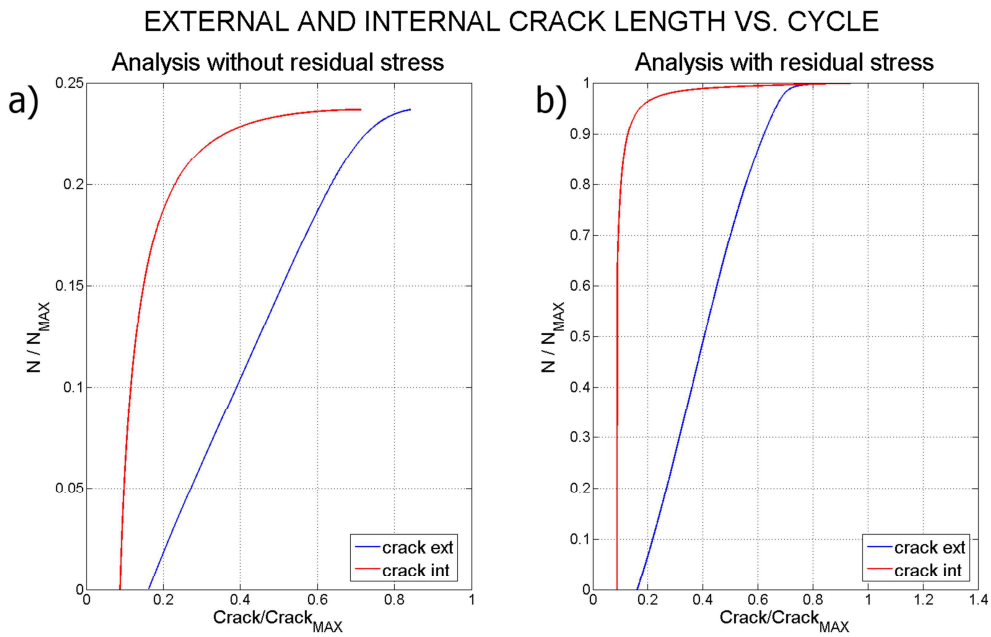 EXTERNAL AND INTERNAL CRACK LENGTH VS. CYCLE
a)
Analysis without residual stress
0.25
0.2
0.15
0.1
0.05
0
N / N_MAX
0 0.2 0.4 0.6 0.8 1
Crack/Crack_MAX
crack ext
crack int
b)
Analysis with residual stress
1
0.9
0.8
0.7
0.6
0.5
0.4
0.3
0.2
0.1
0
N / N_MAX
0 0.2 0.4 0.6 0.8 1 1.2 1.4
Crack/Crack_MAX
crack ext
crack int